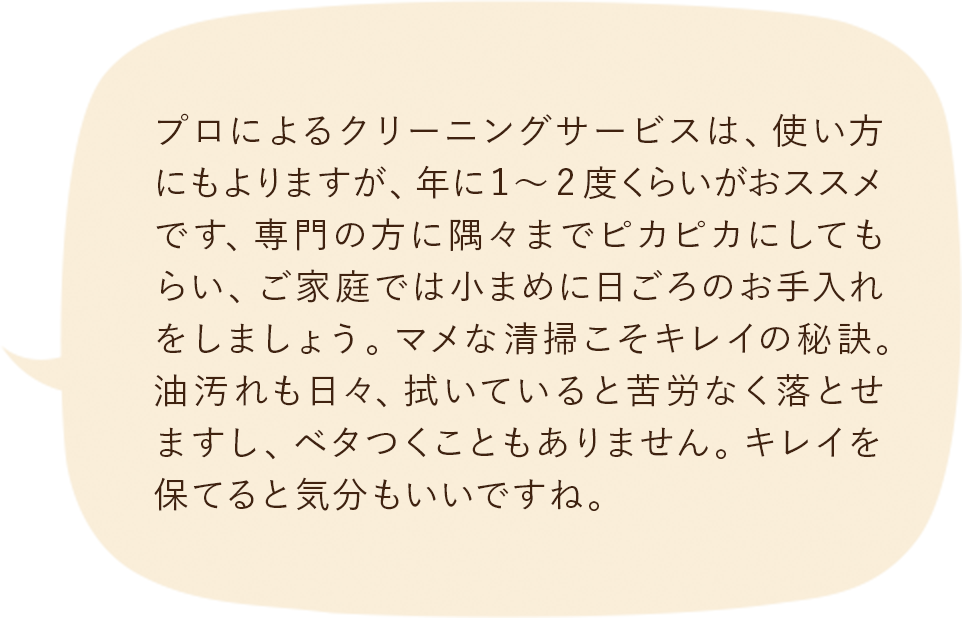 プロによるクリーニングサービスは、使い方
にもよりますが、年に1〜2度くらいがおススメ
です、専門の方に隅々までピカピカにしても
らい、ご家庭では小まめに日ごろのお手入れ
をしましょう。マメな清掃こそキレイの秘訣。
油汚れも日々、拭いていると苦労なく落とせ
ますし、ベタつくこともありません。キレイを
保てると気分もいいですね。